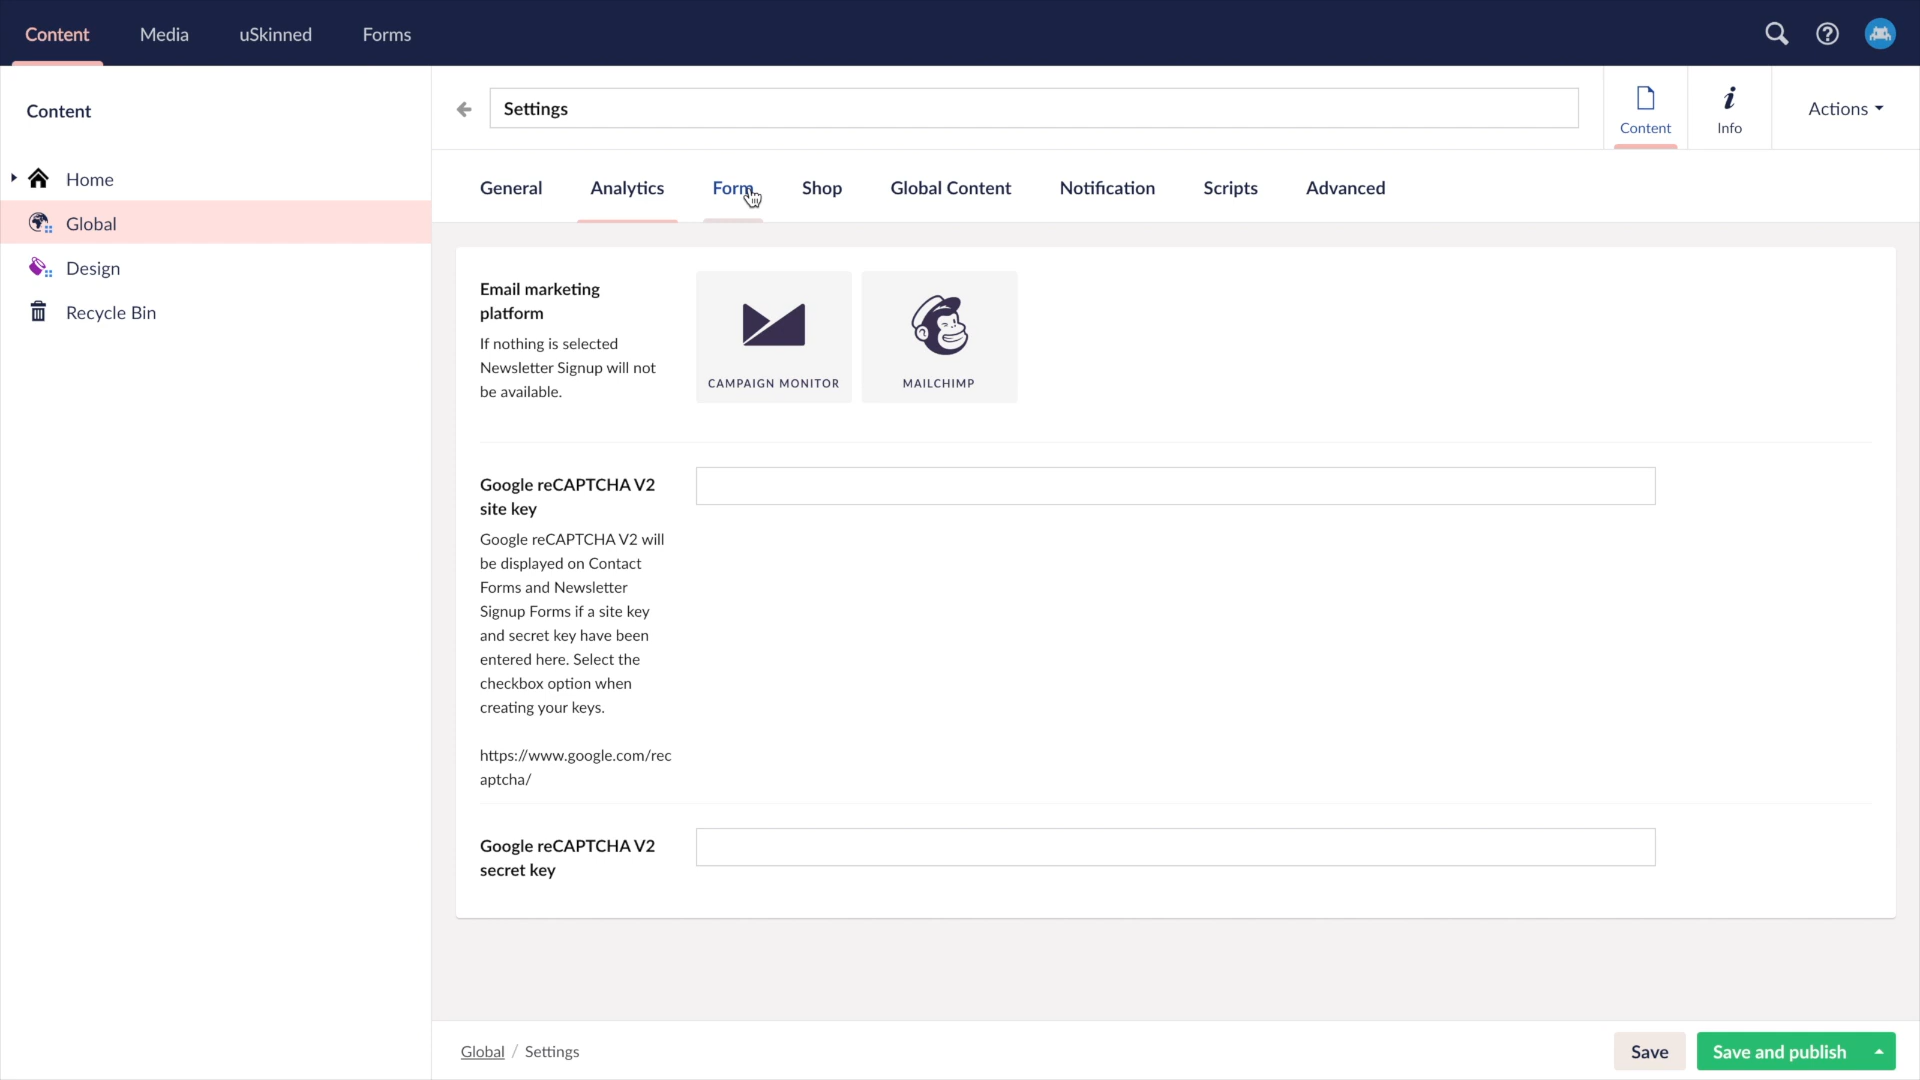 Content
Media
uSkinned
Forms
Content
Home
Global
Design
Recycle Bin
Settings
Content
Info
Actions
General
Analytics
Form
Shop
Global Content
Notification
Scripts
Advanced
Email marketing
platform
If nothing is selected
Newsletter Signup will not
be available.
CAMPAIGN MONITOR
MAILCHIMP
Google reCAPTCHA V2
site key
Google reCAPTCHA V2 will
be displayed on Contact
Forms and Newsletter
Signup Forms if a site key
and secret key have been
entered here. Select the
checkbox option when
creating your keys.
https://www.google.com/rec
aptcha/
Google reCAPTCHA V2
secret key
Global / Settings
Save
Save and publish